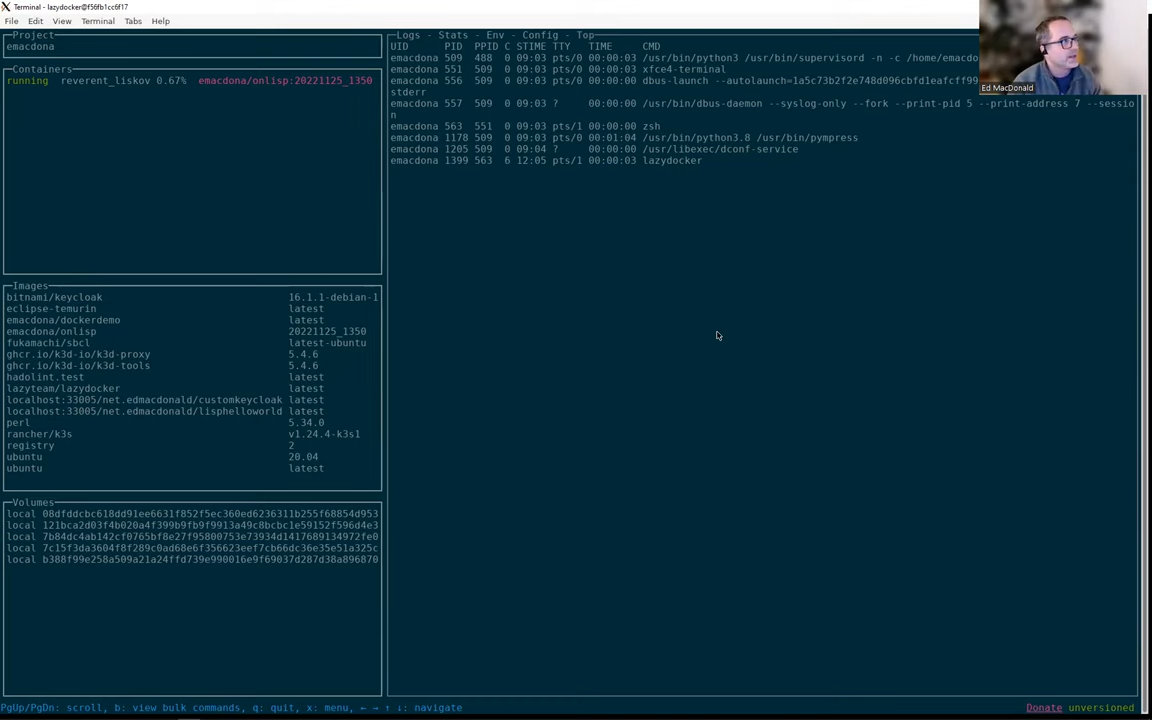 Terminal - lazydocker@f56fb1cc6f17
File Edit View Terminal Tabs Help
Project
emacdona
Containers
running reverent_liskov 0.67% emacdona/onlisp:20221125_1350
Images
bitnami/keycloak 16.1.1-debian-1
eclipse-temurin latest
emacdona/dockerdemo latest
emacdona/onlisp 20221125_1350
fukamachi/sbcl latest-ubuntu
ghcr.io/k3d-io/k3d-proxy 5.4.6
ghcr.io/k3d-io/k3d-tools 5.4.6
hadolint.test latest
lazyteam/lazydocker latest
localhost:33005/net.edmacdonald/customkeycloak latest
localhost:33005/net.edmacdonald/lisphelloworld latest
perl 5.34.0
rancher/k3s v1.24.4-k3s1
registry 2
ubuntu 20.04
ubuntu latest
Volumes
local 08dfddcbc618dd91ee6631f852f5ec360ed6236311b255f68854d953
local 121bca2d03f4b020a4f399b9fb9f9913a49c8bcbc1e59152f596d4e3
local 7b84dc4ab142cf0765bf8e27f95800753e73934d1417689134972fe0
local 7c15f3da3604f8f289c0ad68e6f356623eef7cb66dc36e35e51a325c
local b388f99e258a509a21a24ffd739e990016e9f69037d287d38a896870
Logs - Stats - Env - Config - Top
UID PID PPID C STIME TTY TIME CMD
emacdona 509 488 0 09:03 pts/0 00:00:03 /usr/bin/python3 /usr/bin/supervisord -n -c /home/emacdo
emacdona 551 509 0 09:03 pts/0 00:00:03 xfce4-terminal
emacdona 556 509 0 09:03 pts/0 00:00:00 dbus-launch --autolaunch=1a5c73b2f2e748d096cbfd1eafcff99
stderr
emacdona 557 509 0 09:03 ? 00:00:00 /usr/bin/dbus-daemon --syslog-only --fork --print-pid 5 --print-address 7 --sessio
n
emacdona 563 551 0 09:03 pts/1 00:00:00 zsh
emacdona 1178 509 0 09:03 pts/0 00:01:04 /usr/bin/python3.8 /usr/bin/pympress
emacdona 1205 509 0 09:04 ? 00:00:00 /usr/libexec/dconf-service
emacdona 1399 563 6 12:05 pts/1 00:00:03 lazydocker
Ed MacDonald
PgUp/PgDn: scroll, b: view bulk commands, q: quit, x: menu, ← → ↑ ↓: navigate
Donate unversioned